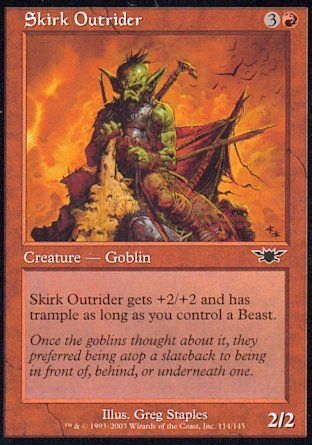 Skirk Outrider 3
Creature — Goblin
Skirk Outrider gets +2/+2 and has
trample as long as you control a Beast.
Once the goblins thought about it, they
preferred being atop a slateback to being
in front of, behind, or underneath one.
Illus. Greg Staples
2/2
™ & © 1993–2003 Wizards of the Coast, Inc. 114/145